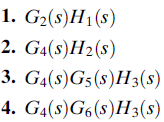 1. G₂(s)H₁(s)
2. G₄(s)H₂(s)
3. G₄(s)G₅(s)H₃(s)
4. G₄(s)G₆(s)H₃(s)